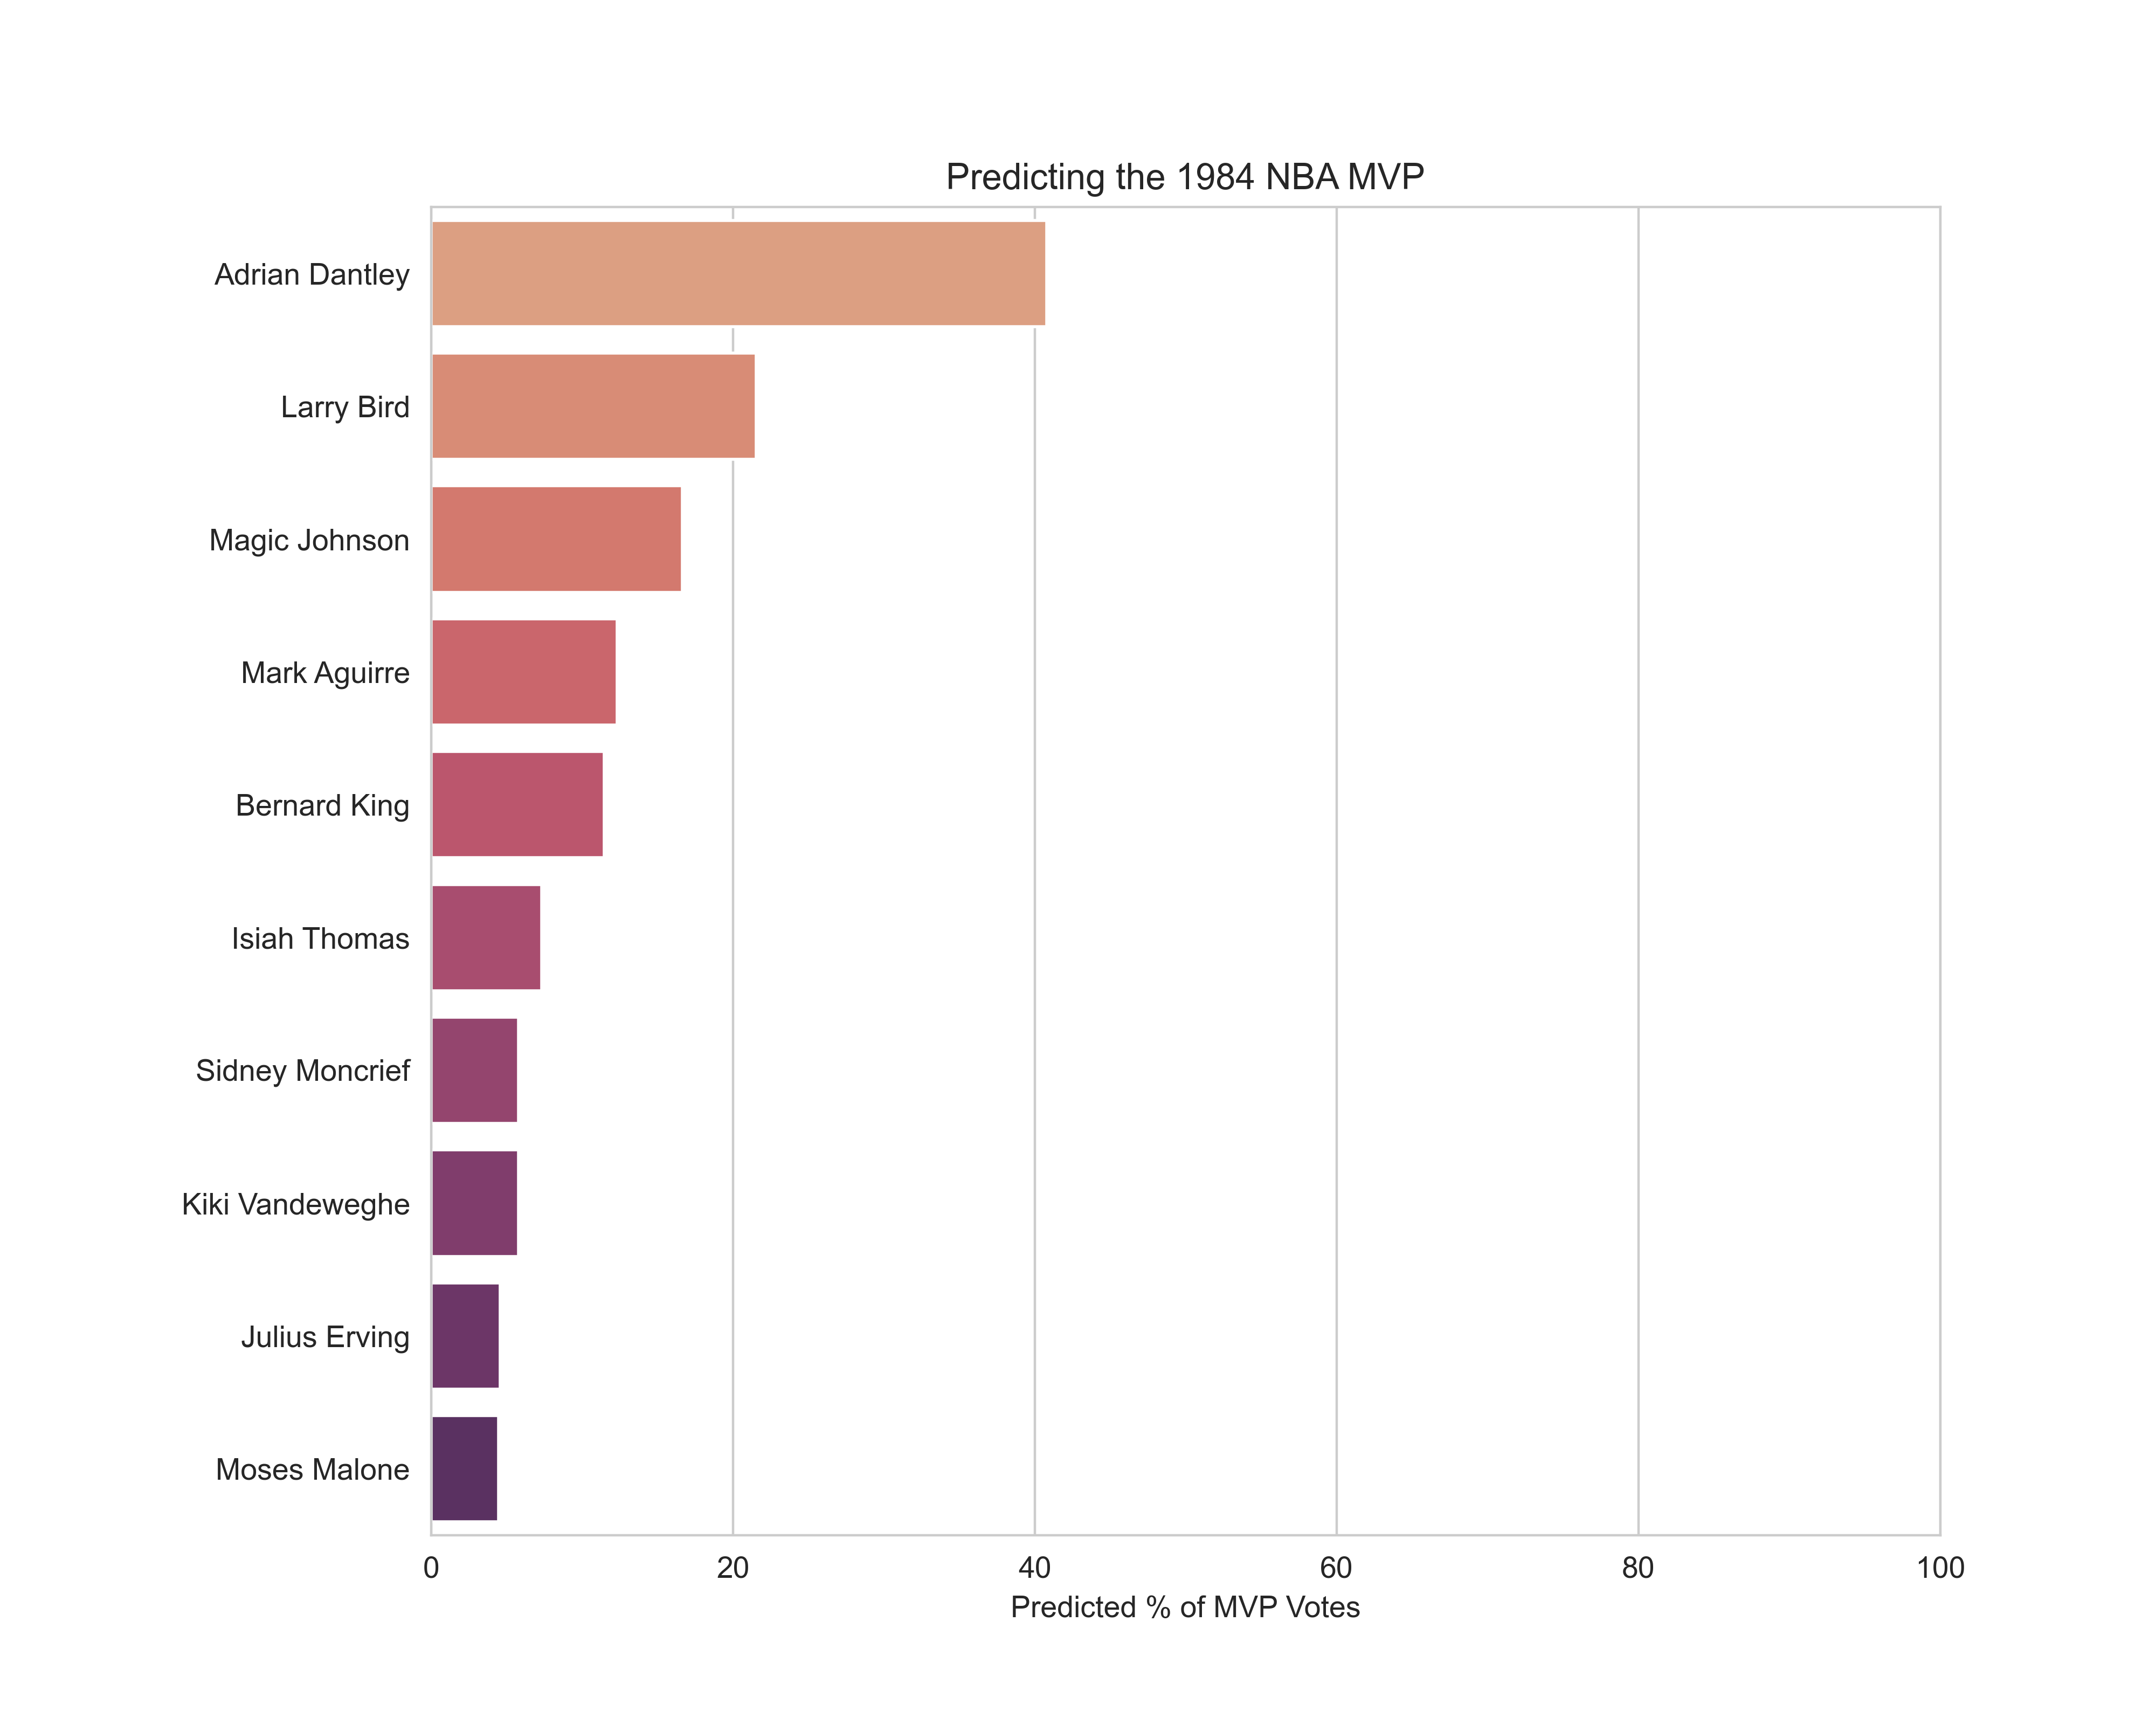 Predicting the 1984 NBA MVP
Adrian Dantley
Larry Bird
Magic Johnson
Mark Aguirre
Bernard King
Isiah Thomas
Sidney Moncrief
Kiki Vandeweghe
Julius Erving
Moses Malone
0 20 40 60 80 100
Predicted % of MVP Votes